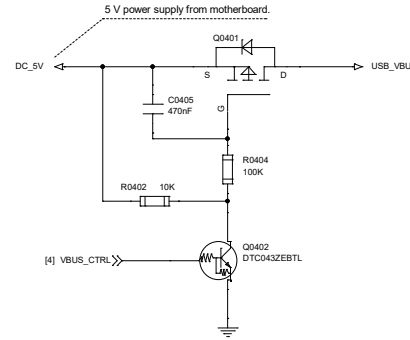 5 V power supply from motherboard.
Q0401
DC_5V
S
D
USB_VBU
G
C0405
470nF
R0404
100K
R0402 10K
Q0402
DTC043ZEBTL
[4] VBUS_CTRL